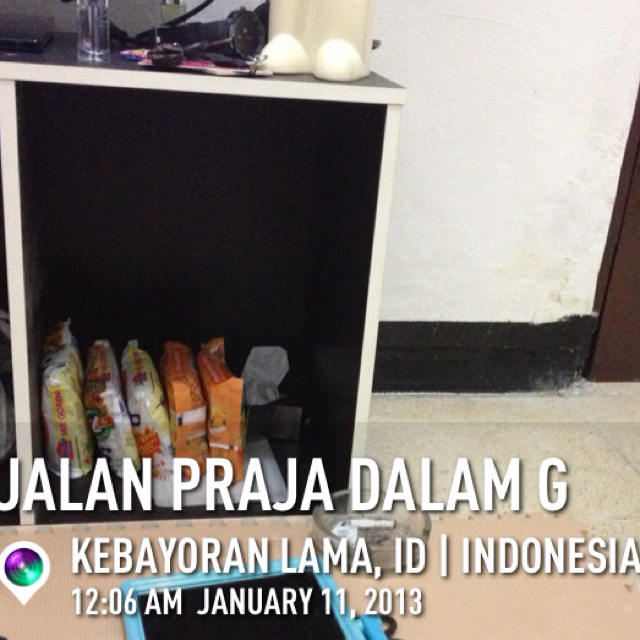 JALAN PRAJA DALAM G
KEBAYORAN LAMA, ID | INDONESIA
12:06 AM JANUARY 11, 2013